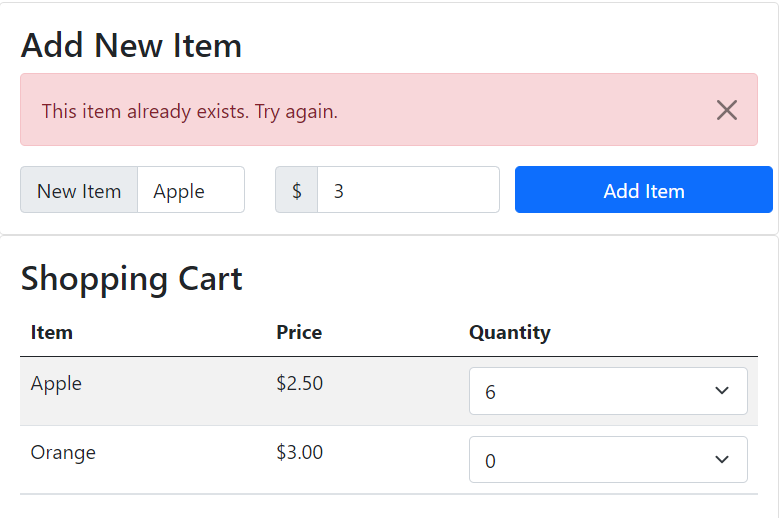 Add New Item
This item already exists. Try again.
New Item Apple $ 3 Add Item
Shopping Cart
Item Price Quantity
Apple $2.50 6
Orange $3.00 0